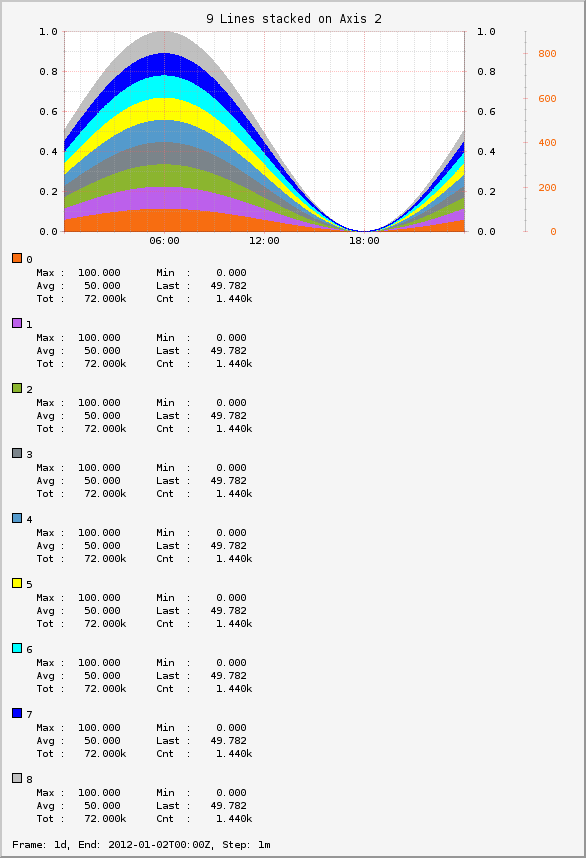 9 Lines stacked on Axis 2
1.0 1.0
800
0.8 0.8
600
0.6 0.6
400
0.4 0.4
200
0.2 0.2
0.0 0.0 0
06:00 12:00 18:00
0
Max : 100.000 Min : 0.000
Avg : 50.000 Last : 49.782
Tot : 72.000k Cnt : 1.440k
1
Max : 100.000 Min : 0.000
Avg : 50.000 Last : 49.782
Tot : 72.000k Cnt : 1.440k
2
Max : 100.000 Min : 0.000
Avg : 50.000 Last : 49.782
Tot : 72.000k Cnt : 1.440k
3
Max : 100.000 Min : 0.000
Avg : 50.000 Last : 49.782
Tot : 72.000k Cnt : 1.440k
4
Max : 100.000 Min : 0.000
Avg : 50.000 Last : 49.782
Tot : 72.000k Cnt : 1.440k
5
Max : 100.000 Min : 0.000
Avg : 50.000 Last : 49.782
Tot : 72.000k Cnt : 1.440k
6
Max : 100.000 Min : 0.000
Avg : 50.000 Last : 49.782
Tot : 72.000k Cnt : 1.440k
7
Max : 100.000 Min : 0.000
Avg : 50.000 Last : 49.782
Tot : 72.000k Cnt : 1.440k
8
Max : 100.000 Min : 0.000
Avg : 50.000 Last : 49.782
Tot : 72.000k Cnt : 1.440k
Frame: 1d, End: 2012-01-02T00:00Z, Step: 1m